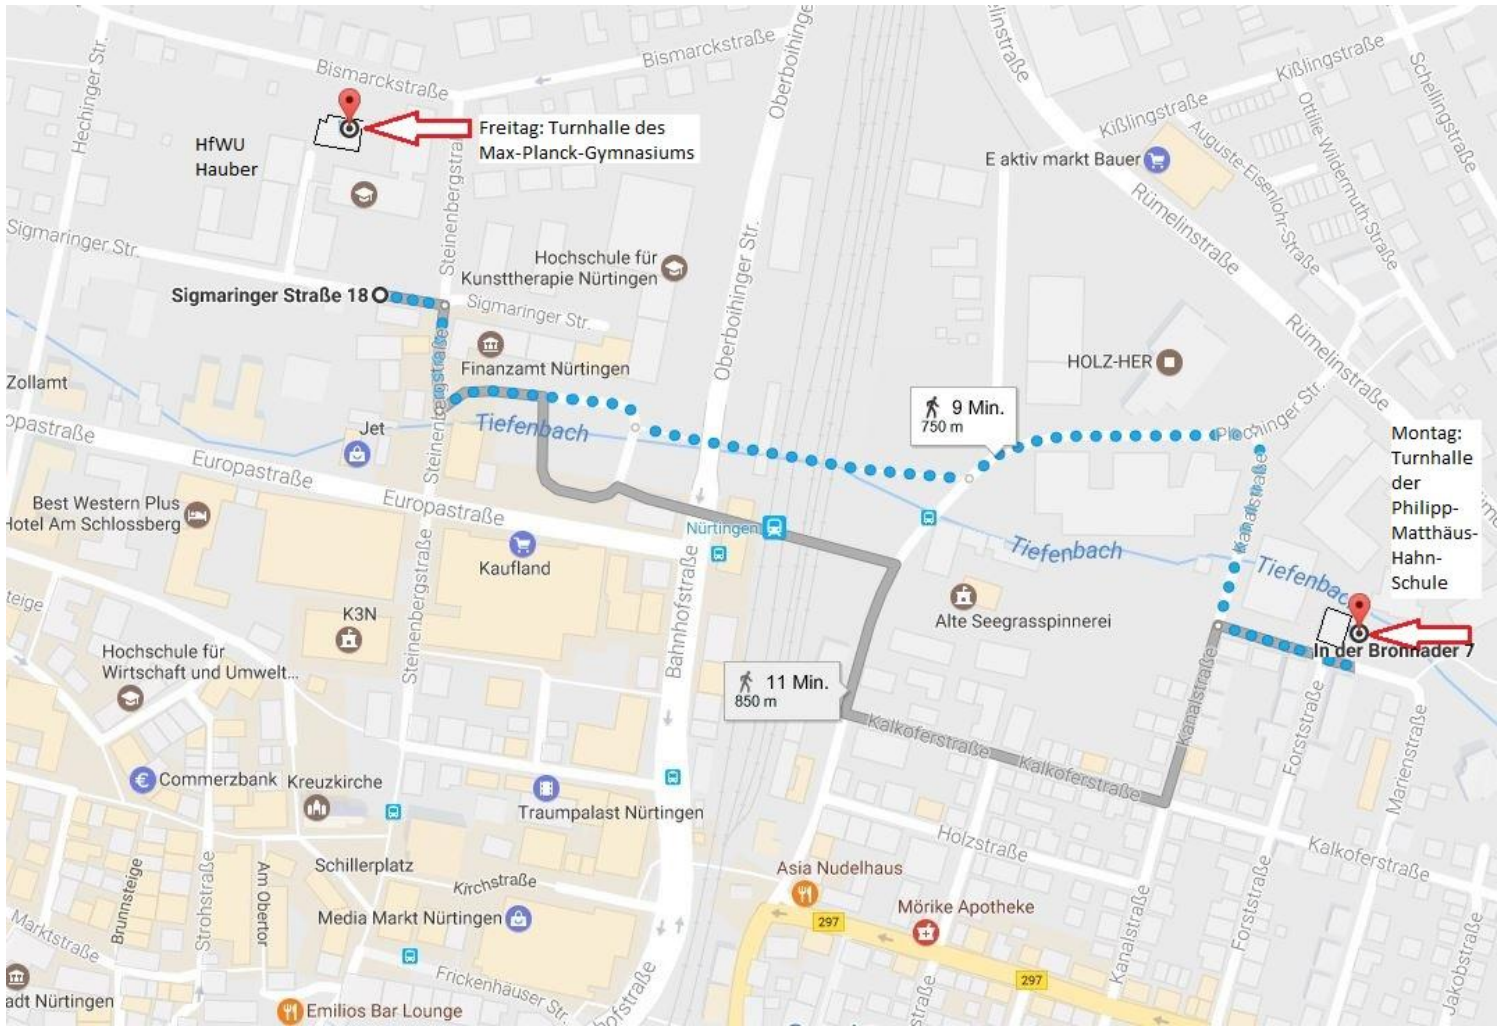 Hechinger Str.
Bismarckstraße
Bismarckstraße
Oberboihinger
Kißlingstraße
Kißlingstraße
Schellingstraße
Ottilie-Wildermuth-Straße
Auguste-Eisenlohr-Straße
HfWU
Hauber
Freitag: Turnhalle des
Max-Planck-Gymnasiums
E aktiv markt Bauer
Rümelinstraße
Rümelinstraße
Steinenbergstraße
Sigmaringer Str.
Hochschule für
Kunsttherapie Nürtingen
Oberboihinger Str.
Sigmaringer Straße 18
Sigmaringer Str.
Finanzamt Nürtingen
HOLZ-HER
Zollamt
Plochinger Str.
9 Min.
750 m
Montag:
Turnhalle
der
Philipp-
Matthäus-
Hahn-
Schule
Jet
Tiefenbach
Europastraße
Europastraße
Europastraße
Best Western Plus
Hotel Am Schlossberg
Nürtingen
Kaufland
Tiefenbach
Kanalstraße
Tiefenbach
Alte Seegrasspinnerei
In der Bronnader 7
K3N
Steinenbergstraße
Hochschule für
Wirtschaft und Umwelt...
Bahnhofstraße
11 Min.
850 m
Kalkoferstraße
Kalkoferstraße
Kanalstraße
Forststraße
Marienstraße
Commerzbank
Kreuzkirche
Traumpalast Nürtingen
Holzstraße
Kalkoferstraße
Schillerplatz
Kirchstraße
Asia Nudelhaus
Mörike Apotheke
Media Markt Nürtingen
297
297
Marktstraße
Brunnsteige
Strohstraße
Am Obertor
Frickenhäuser Str.
Kanalstraße
Forststraße
Jakobstraße
adt Nürtingen
Emilios Bar Lounge
hofstraße